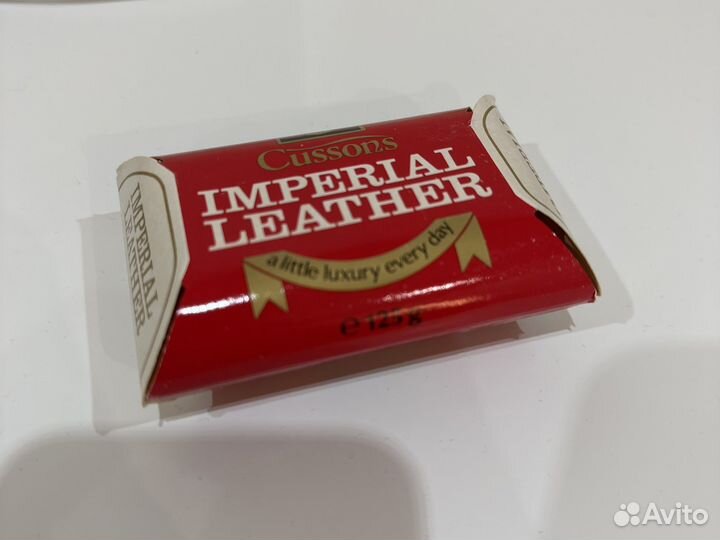 Cussons
IMPERIAL
LEATHER
a little luxury every day
℮ 125 g
IMPERIAL
LEATHER
Avito